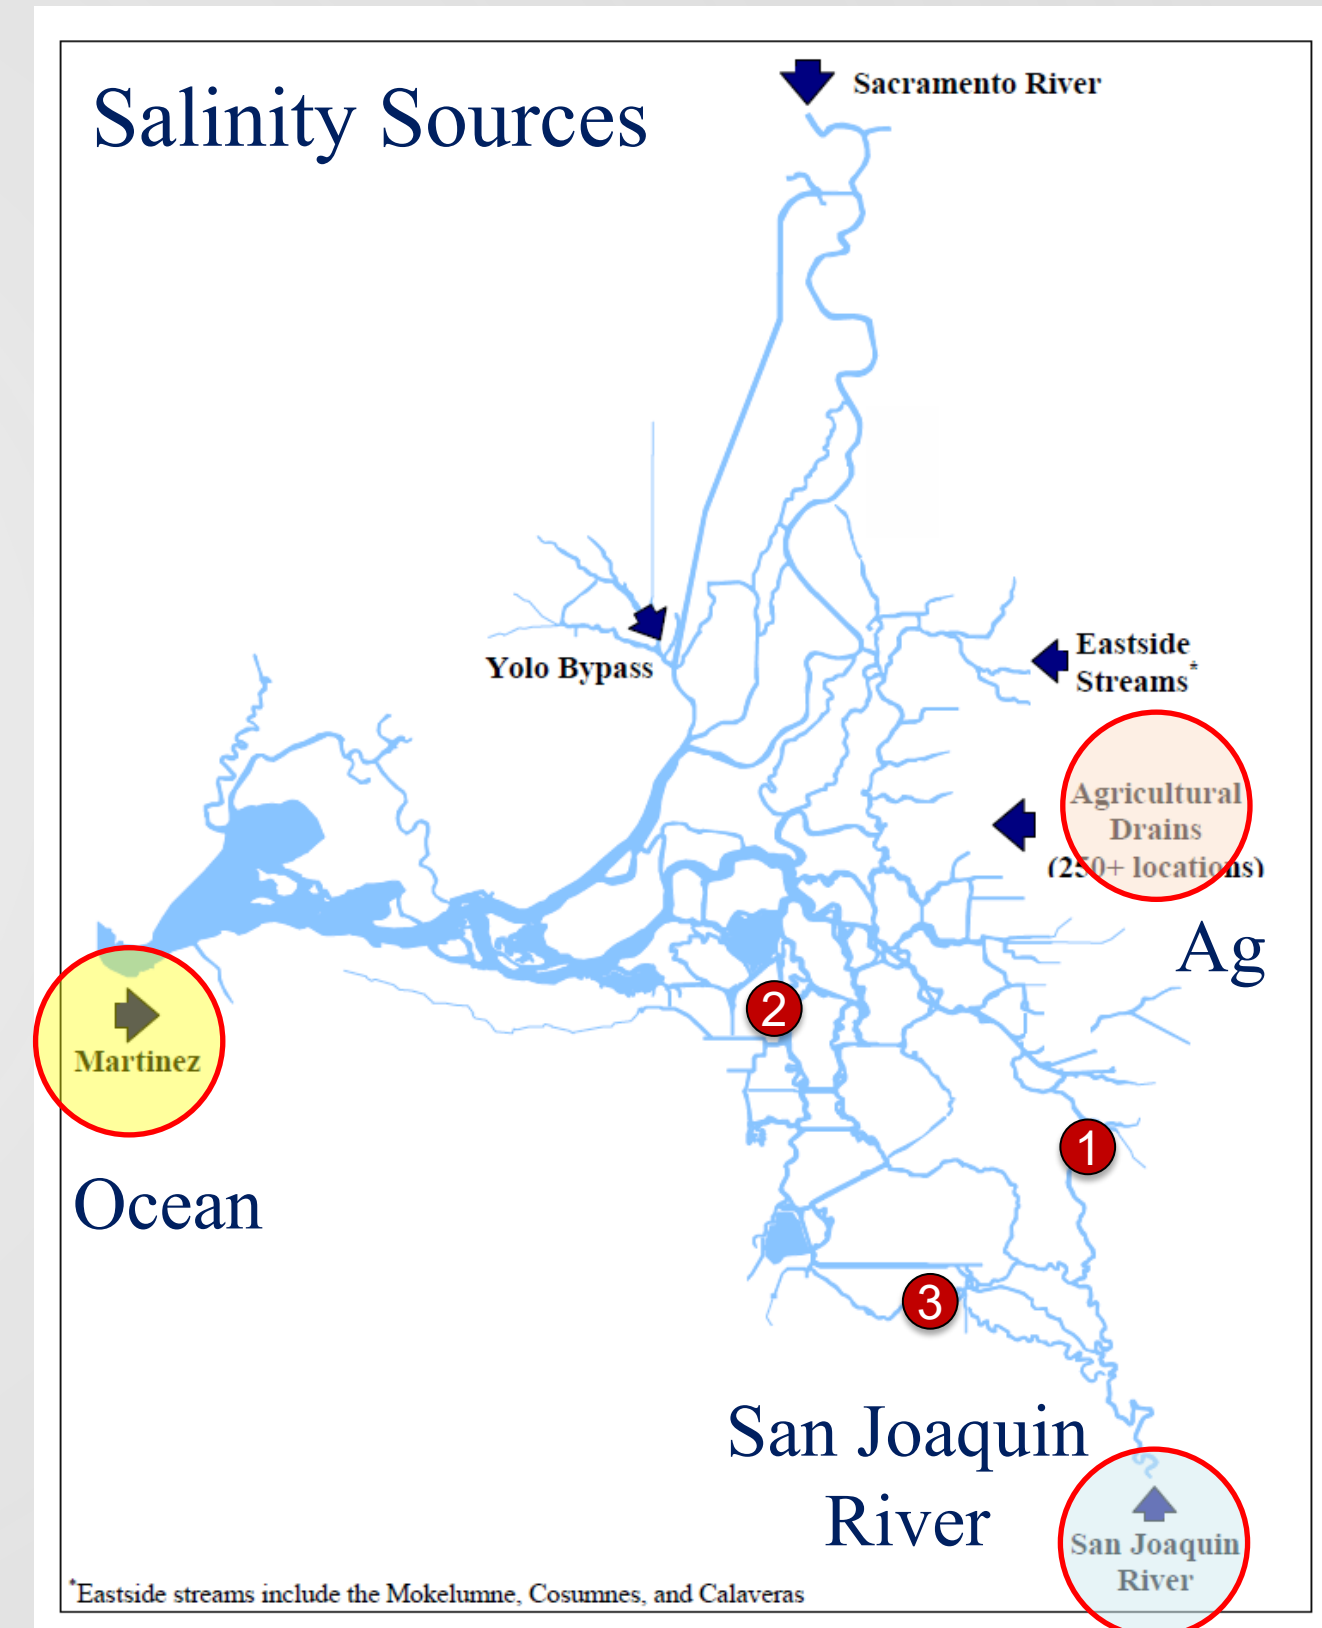 Salinity Sources
Sacramento River
Yolo Bypass
Eastside
Streams*
Agricultural
Drains
(250+ locations)
Ag
2
Martinez
1
Ocean
3
San Joaquin
River
San Joaquin
River
*Eastside streams include the Mokelumne, Cosumnes, and Calaveras